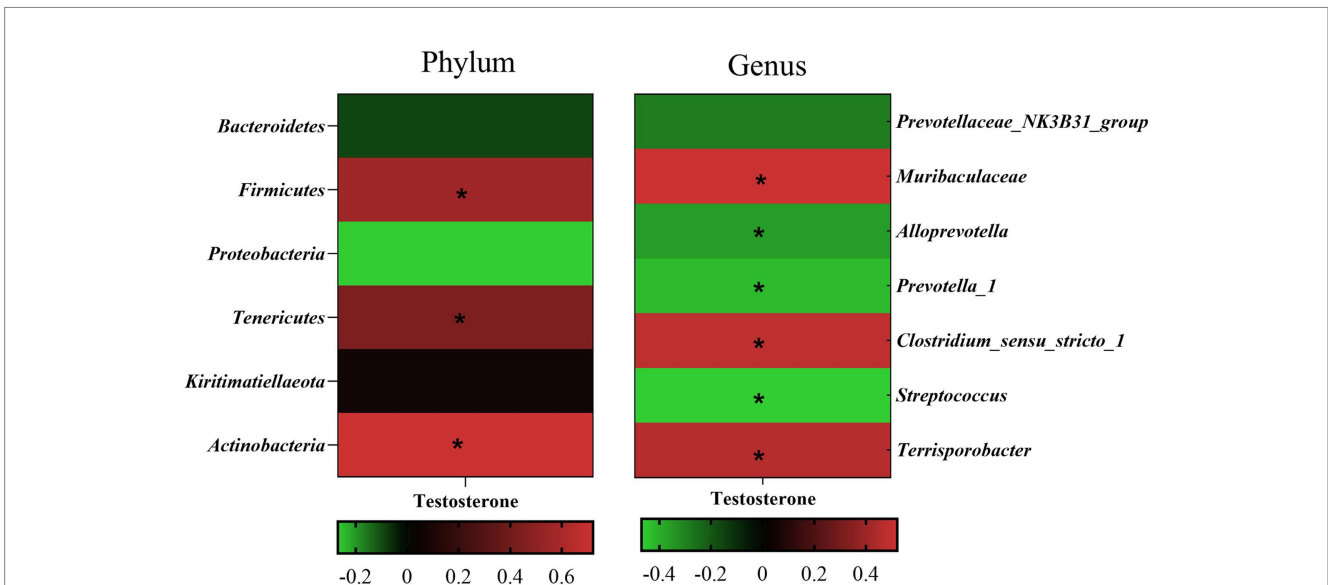 Phylum
Bacteroidetes
Firmicutes
*
Proteobacteria
Tenericutes
*
Kiritimatiellaeota
Actinobacteria
*
Testosterone
-0.2 0 0.2 0.4 0.6
Genus
Prevotellaceae_NK3B31_group
Muribaculaceae
*
Alloprevotella
*
Prevotella_1
*
Clostridium_sensu_stricto_1
*
Streptococcus
*
Terrisporobacter
*
Testosterone
-0.4 -0.2 0 0.2 0.4